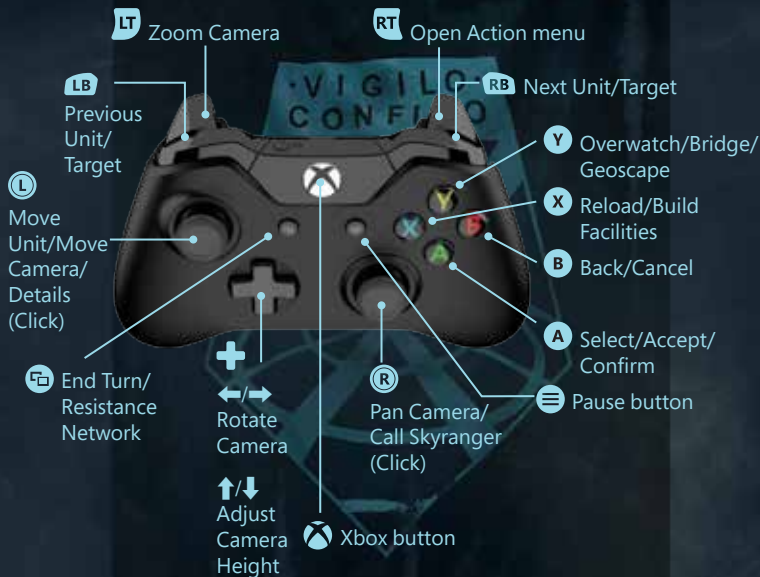 LT Zoom Camera
RT Open Action menu
LB
Previous
Unit/
Target
RB Next Unit/Target
·VIGILO·
CONFIDO
Y Overwatch/Bridge/
Geoscape
L
Move
Unit/Move
Camera/
Details
(Click)
X Reload/Build
Facilities
Y
X
B
A
B Back/Cancel
A Select/Accept/
Confirm
End Turn/
Resistance
Network
/
Rotate
Camera
/
Adjust
Camera
Height
R
Pan Camera/
Call Skyranger
(Click)
Pause button
Xbox button